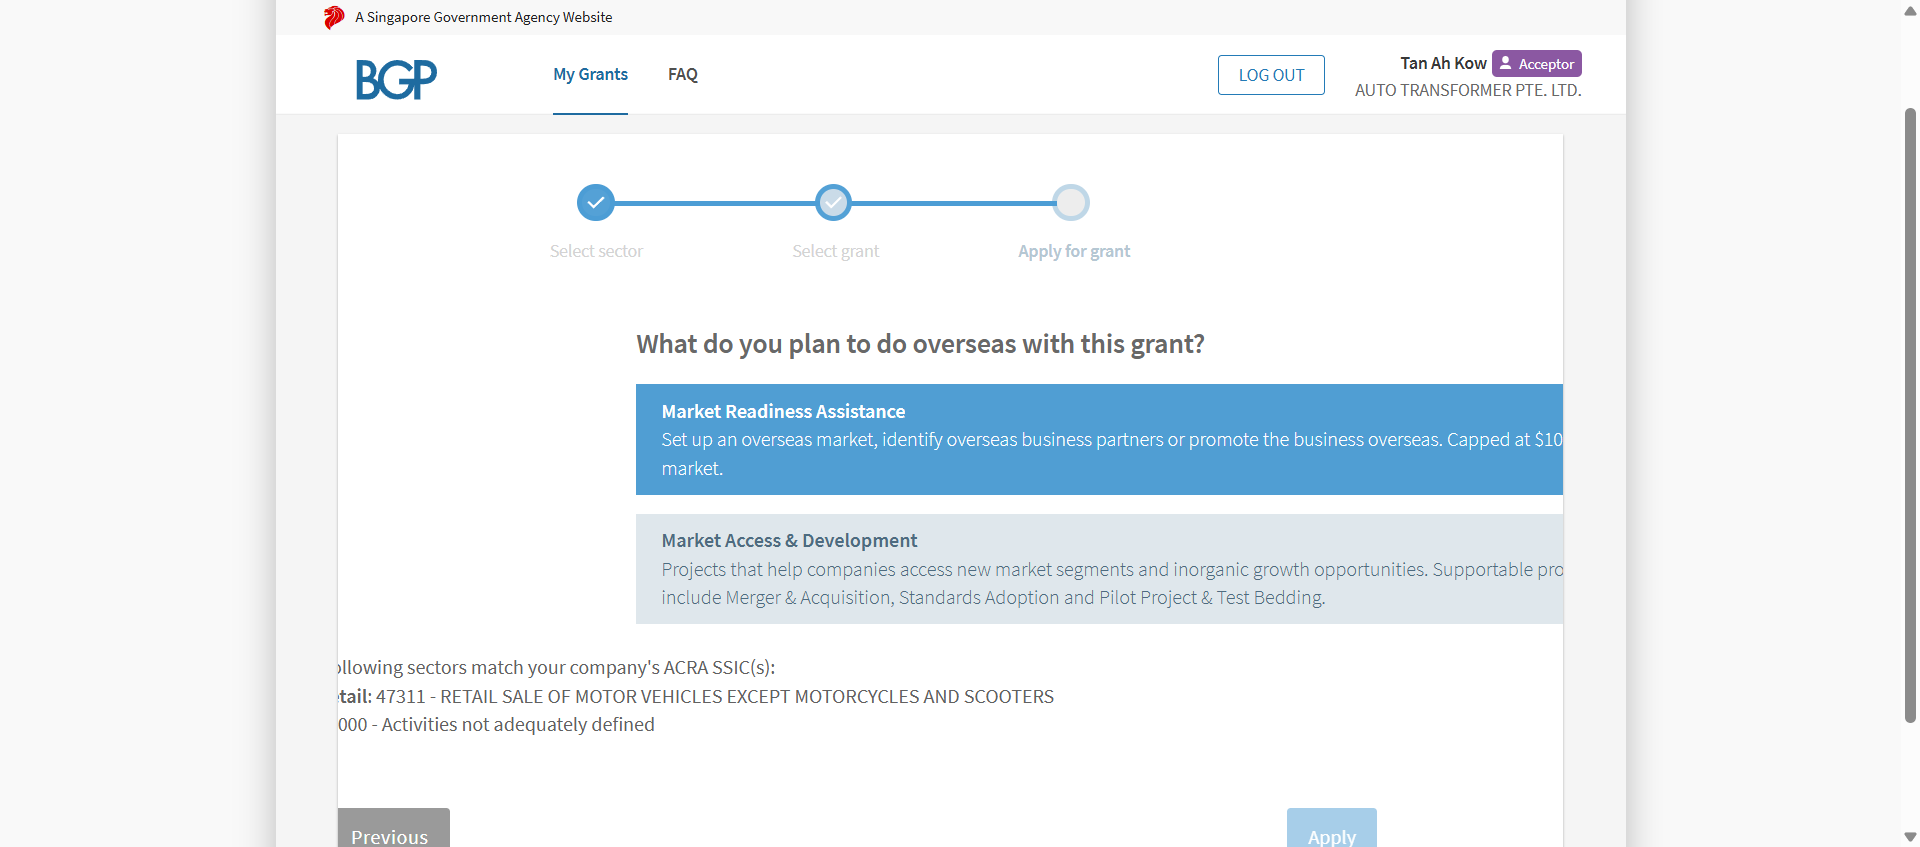 A Singapore Government Agency Website
BGP
My Grants
FAQ
LOG OUT
Tan Ah Kow
Acceptor
AUTO TRANSFORMER PTE. LTD.
Select sector
Select grant
Apply for grant
What do you plan to do overseas with this grant?
Market Readiness Assistance
Set up an overseas market, identify overseas business partners or promote the business overseas. Capped at $10
market.
Market Access & Development
Projects that help companies access new market segments and inorganic growth opportunities. Supportable pro
include Merger & Acquisition, Standards Adoption and Pilot Project & Test Bedding.
ollowing sectors match your company's ACRA SSIC(s):
etail: 47311 - RETAIL SALE OF MOTOR VEHICLES EXCEPT MOTORCYCLES AND SCOOTERS
000 - Activities not adequately defined
Previous
Apply